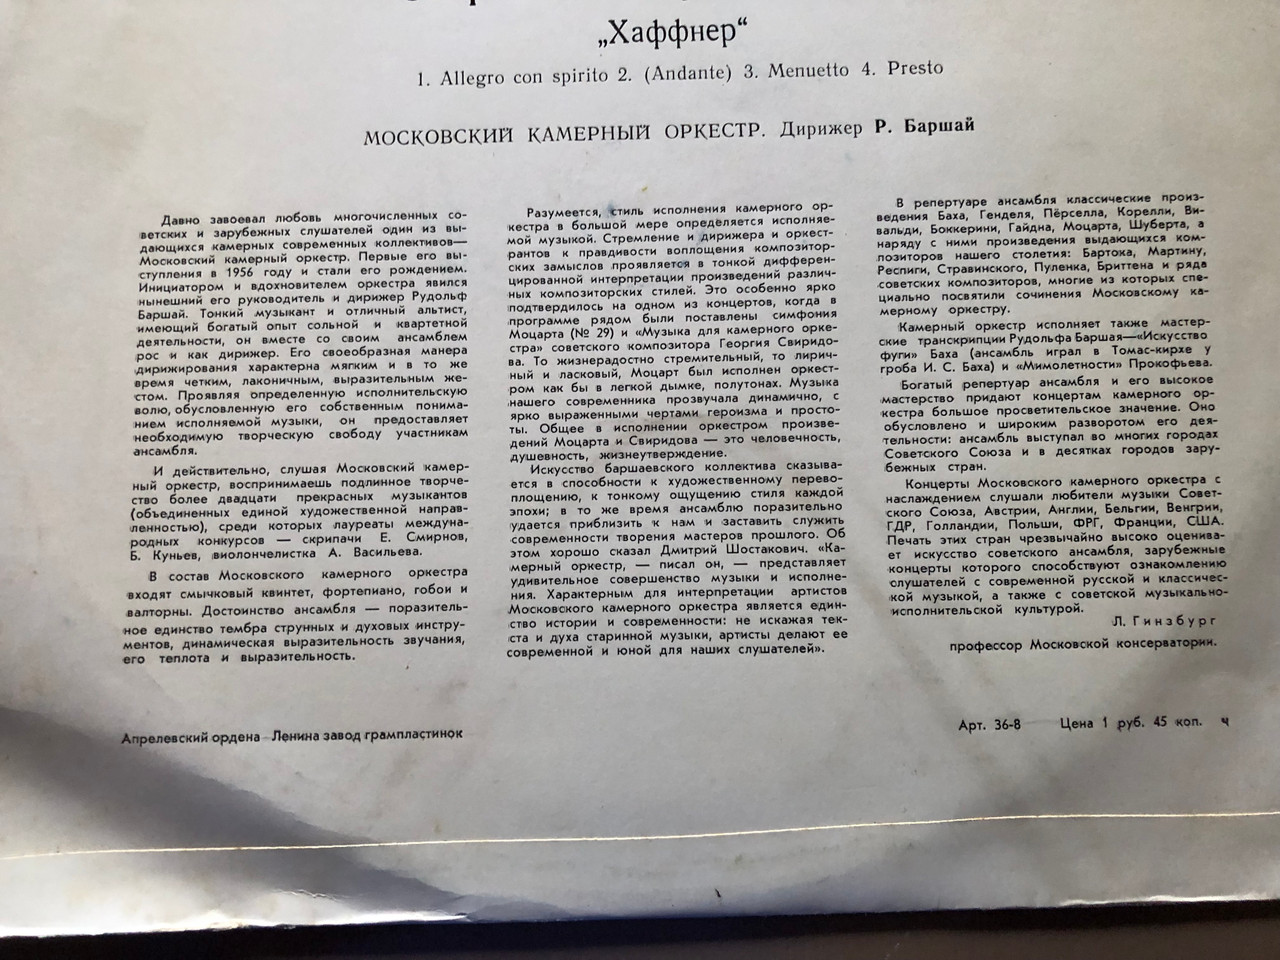 „Хаффнер“
1. Allegro con spirito 2. (Andante) 3. Menuetto 4. Presto
МОСКОВСКИЙ КАМЕРНЫЙ ОРКЕСТР. Дирижер Р. Баршай
Давно завоевал любовь многочисленных со-
ветских и зарубежных слушателей один из вы-
дающихся камерных современных коллективов—
Московский камерный оркестр. Первые его вы-
ступления в 1956 году и стали его рождением.
Инициатором и вдохновителем оркестра явился
нынешний его руководитель и дирижер Рудольф
Баршай. Тонкий музыкант и отличный альтист,
имеющий богатый опыт сольной и квартетной
деятельности, он вместе со своим ансамблем
рос и как дирижер. Его своеобразная манера
дирижирования характерна мягким и в то же
время четким, лаконичным, выразительным же-
стом. Проявляя определенную исполнительскую
волю, обусловленную его собственным понима-
нием исполняемой музыки, он предоставляет
необходимую творческую свободу участникам
ансамбля.
И действительно, слушая Московский камер-
ный оркестр, воспринимаешь подлинное творче-
ство более двадцати прекрасных музыкантов
(объединенных единой художественной направ-
ленностью), среди которых лауреаты междуна-
родных конкурсов — скрипачи Е. Смирнов,
Б. Куньев, виолончелистка А. Васильева.
В состав Московского камерного оркестра
входят смычковый квинтет, фортепиано, гобои и
валторны. Достоинство ансамбля — поразитель-
ное единство тембра струнных и духовых инстру-
ментов, динамическая выразительность звучания,
его теплота и выразительность.
Разумеется, стиль исполнения камерного ор-
кестра в большой мере определяется исполняе-
мой музыкой. Стремление и дирижера и оркест-
рантов к правдивости воплощения композитор-
ских замыслов проявляется в тонкой дифферен-
цированной интерпретации произведений различ-
ных композиторских стилей. Это особенно ярко
подтвердилось на одном из концертов, когда в
программе рядом были поставлены симфония
Моцарта (№ 29) и «Музыка для камерного орке-
стра» советского композитора Георгия Свиридо-
ва. То жизнерадостно стремительный, то лирич-
ный и ласковый, Моцарт был исполнен оркест-
ром как бы в легкой дымке, полутонах. Музыка
нашего современника прозвучала динамично, с
ярко выраженными чертами героизма и просто-
ты. Общее в исполнении оркестром произве-
дений Моцарта и Свиридова — это человечность,
душевность, жизнеутверждение.
Искусство баршаевского коллектива сказыва-
ется в способности к художественному перево-
площению, к тонкому ощущению стиля каждой
эпохи; в то же время ансамблю поразительно
удается приблизить к нам и заставить служить
современности творения мастеров прошлого. Об
этом хорошо сказал Дмитрий Шостакович. «Ка-
мерный оркестр, — писал он, — представляет
удивительное совершенство музыки и исполне-
ния. Характерным для интерпретации артистов
Московского камерного оркестра является един-
ство истории и современности: не искажая тек-
ста и духа старинной музыки, артисты делают ее
современной и юной для наших слушателей».
В репертуаре ансамбля классические произ-
ведения Баха, Генделя, Пёрселла, Корелли, Ви-
вальди, Боккерини, Гайдна, Моцарта, Шуберта, а
наряду с ними произведения выдающихся ком-
позиторов нашего столетия: Бартока, Мартину,
Респиги, Стравинского, Пуленка, Бриттена и ряда
советских композиторов, многие из которых спе-
циально посвятили сочинения Московскому ка-
мерному оркестру.
Камерный оркестр исполняет также мастер-
ские транскрипции Рудольфа Баршая—«Искусство
фуги» Баха (ансамбль играл в Томас-кирхе у
гроба И. С. Баха) и «Мимолетности» Прокофьева.
Богатый репертуар ансамбля и его высокое
мастерство придают концертам камерного ор-
кестра большое просветительское значение. Оно
обусловлено и широким разворотом его дея-
тельности: ансамбль выступал во многих городах
Советского Союза и в десятках городов зару-
бежных стран.
Концерты Московского камерного оркестра с
наслаждением слушали любители музыки Совет-
ского Союза, Австрии, Англии, Бельгии, Венгрии,
ГДР, Голландии, Польши, ФРГ, Франции, США.
Печать этих стран чрезвычайно высоко оценива-
ет искусство советского ансамбля, зарубежные
концерты которого способствуют ознакомлению
слушателей с современной русской и классичес-
кой музыкой, а также с советской музыкально-
исполнительской культурой.
Л. Гинзбург
профессор Московской консерватории.
Апрелевский ордена Ленина завод грампластинок
Арт. 36-8 Цена 1 руб. 45 коп. Ч